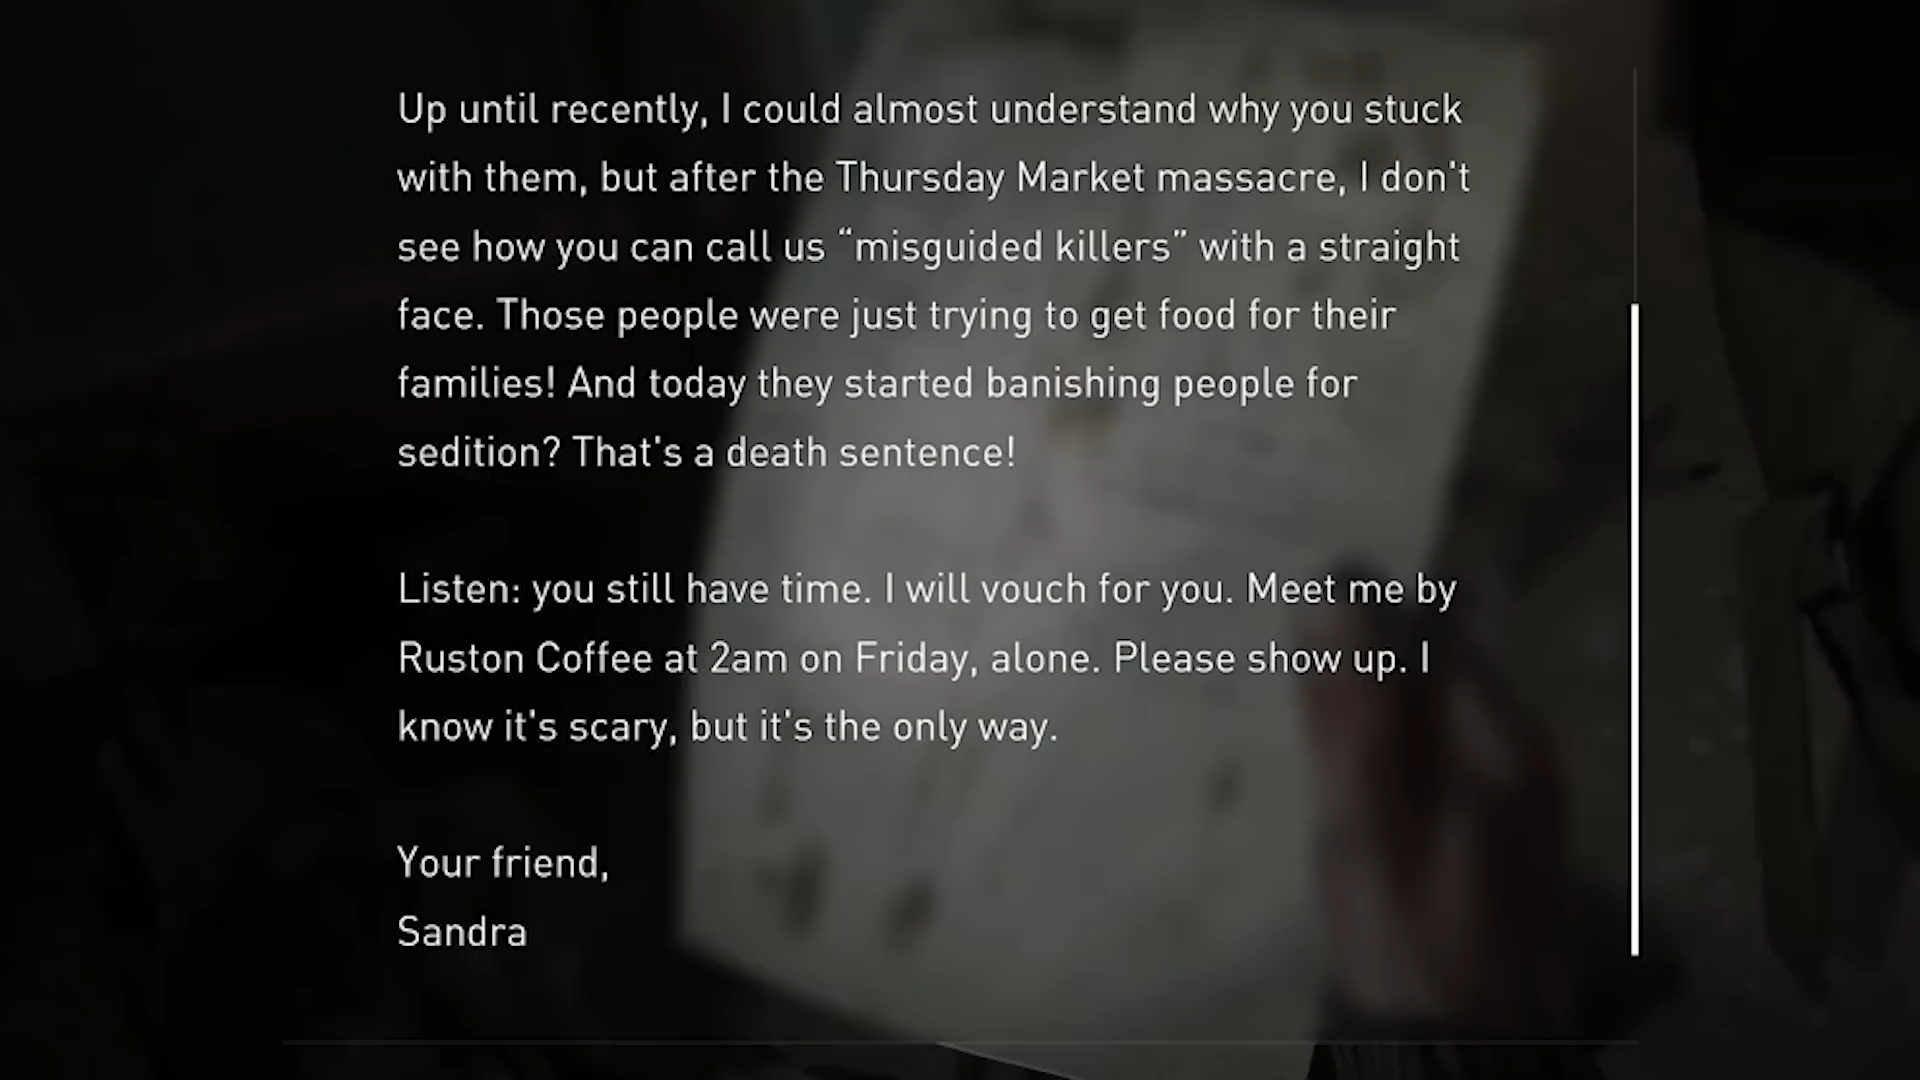 Up until recently, I could almost understand why you stuck
with them, but after the Thursday Market massacre, I don't
see how you can call us “misguided killers” with a straight
face. Those people were just trying to get food for their
families! And today they started banishing people for
sedition? That's a death sentence!
Listen: you still have time. I will vouch for you. Meet me by
Ruston Coffee at 2am on Friday, alone. Please show up. I
know it's scary, but it's the only way.
Your friend,
Sandra